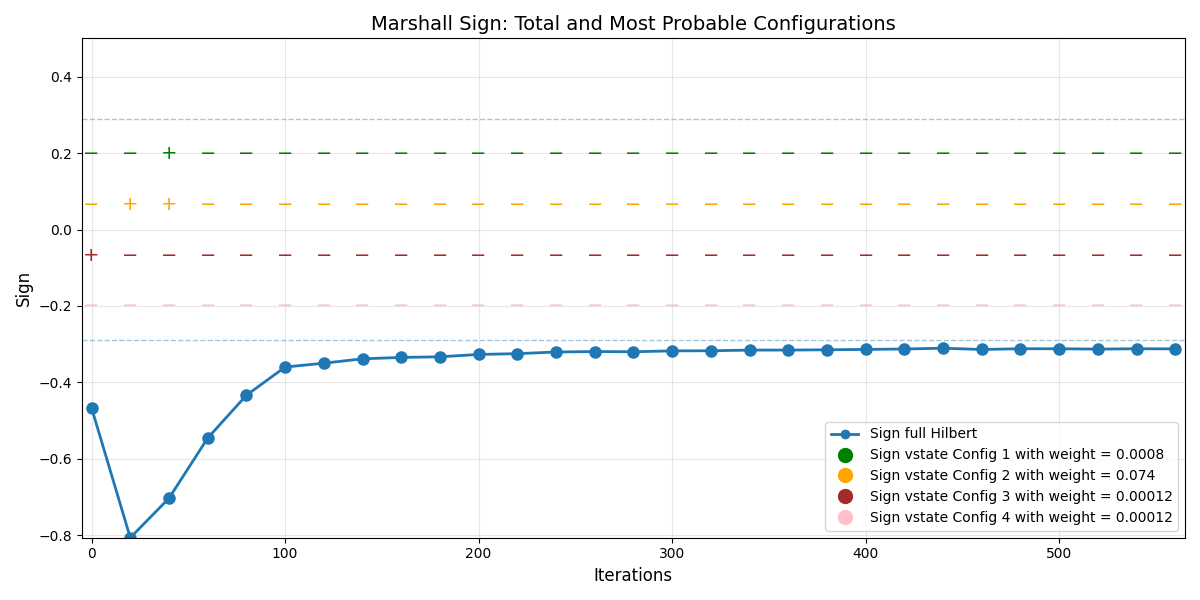 Marshall Sign: Total and Most Probable Configurations
Sign
0.4
0.2
0.0
−0.2
−0.4
−0.6
−0.8
Sign full Hilbert
Sign vstate Config 1 with weight = 0.0008
Sign vstate Config 2 with weight = 0.074
Sign vstate Config 3 with weight = 0.00012
Sign vstate Config 4 with weight = 0.00012
0 100 200 300 400 500
Iterations